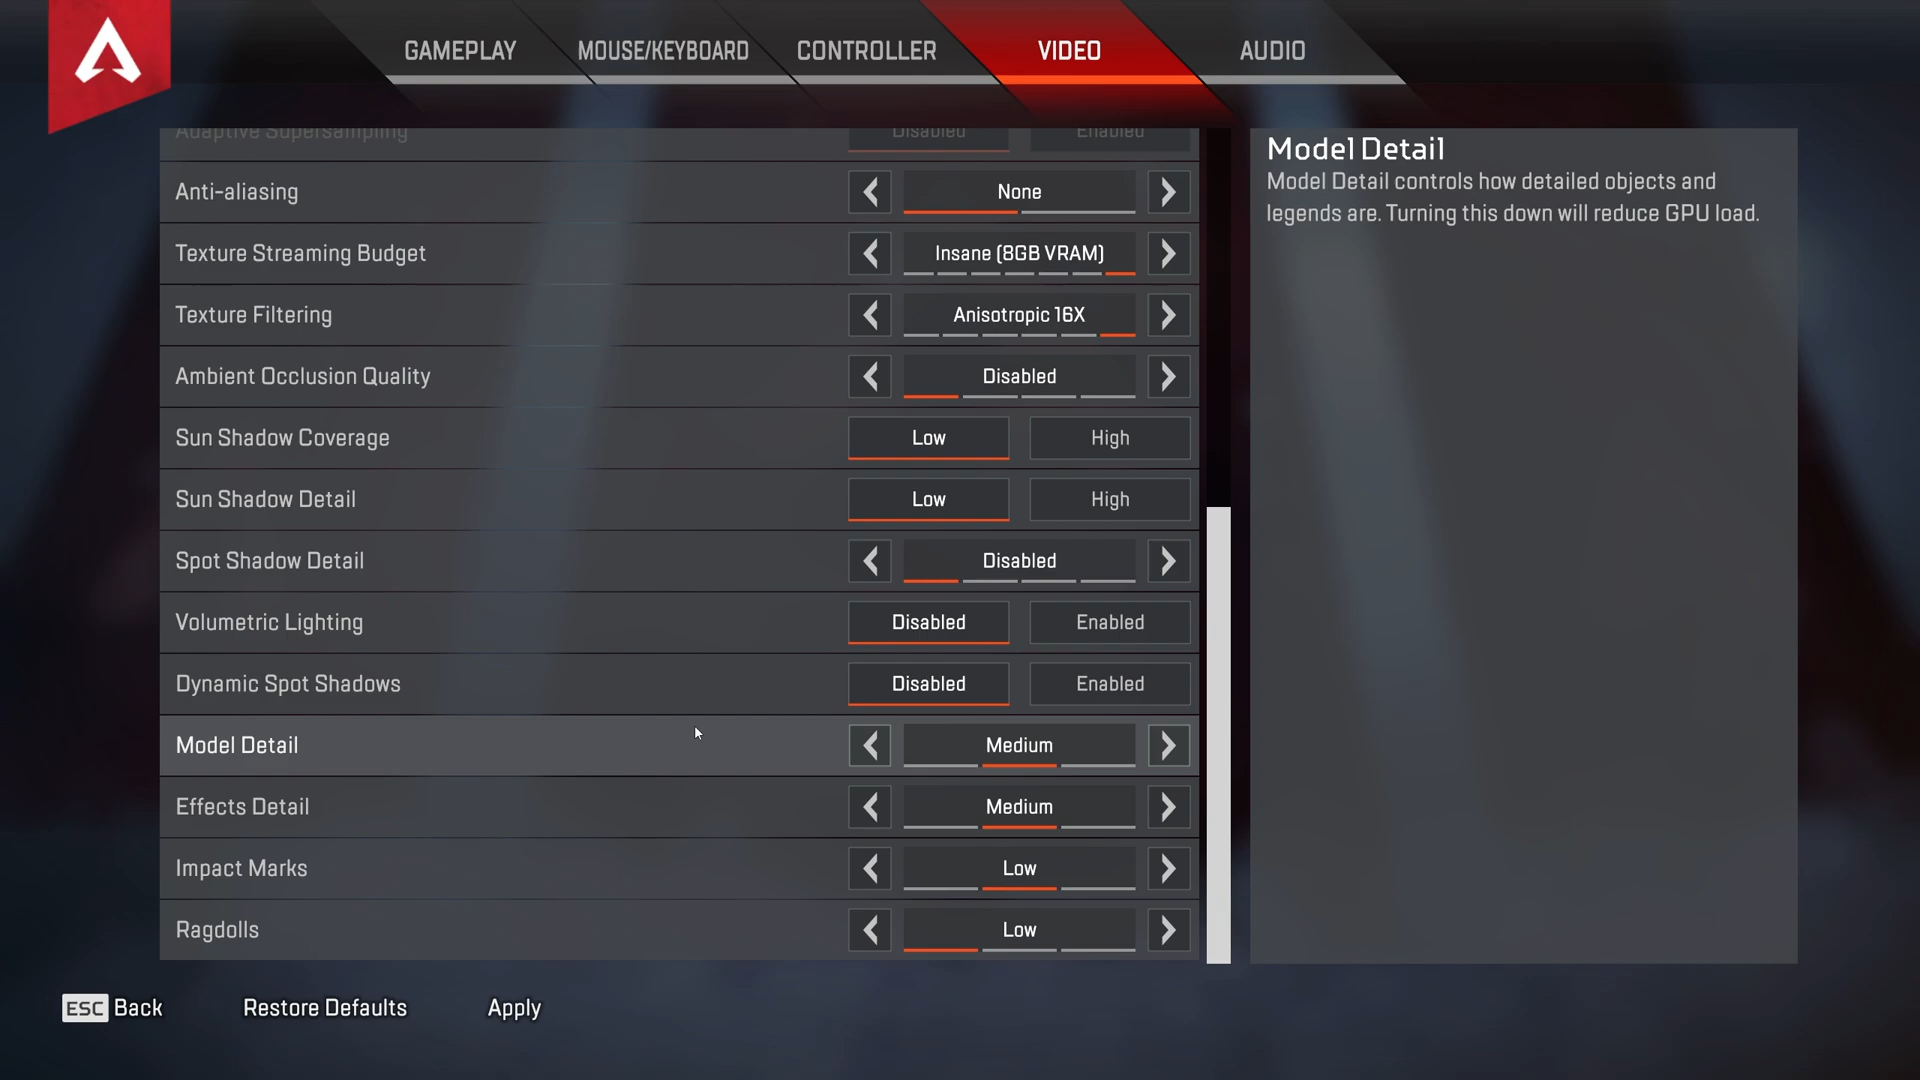 GAMEPLAY MOUSE/KEYBOARD CONTROLLER VIDEO AUDIO
Adaptive Supersampling Disabled Enabled
Anti-aliasing None
Texture Streaming Budget Insane (8GB VRAM)
Texture Filtering Anisotropic 16X
Ambient Occlusion Quality Disabled
Sun Shadow Coverage Low High
Sun Shadow Detail Low High
Spot Shadow Detail Disabled
Volumetric Lighting Disabled Enabled
Dynamic Spot Shadows Disabled Enabled
Model Detail Medium
Effects Detail Medium
Impact Marks Low
Ragdolls Low
Model Detail
Model Detail controls how detailed objects and
legends are. Turning this down will reduce GPU load.
ESC Back Restore Defaults Apply